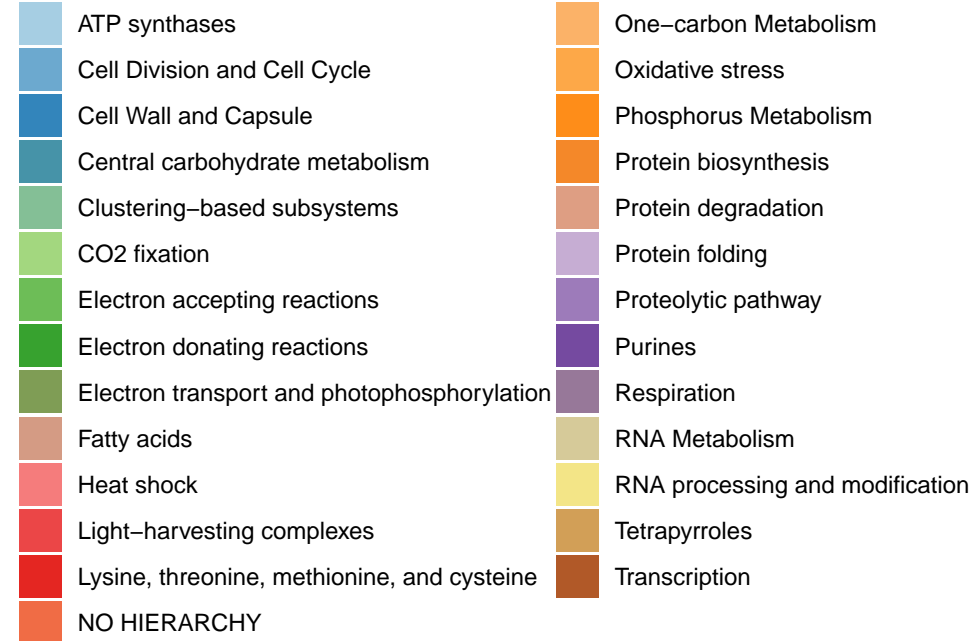 ATP synthases
Cell Division and Cell Cycle
Cell Wall and Capsule
Central carbohydrate metabolism
Clustering−based subsystems
CO2 fixation
Electron accepting reactions
Electron donating reactions
Electron transport and photophosphorylation
Fatty acids
Heat shock
Light−harvesting complexes
Lysine, threonine, methionine, and cysteine
NO HIERARCHY
One−carbon Metabolism
Oxidative stress
Phosphorus Metabolism
Protein biosynthesis
Protein degradation
Protein folding
Proteolytic pathway
Purines
Respiration
RNA Metabolism
RNA processing and modification
Tetrapyrroles
Transcription